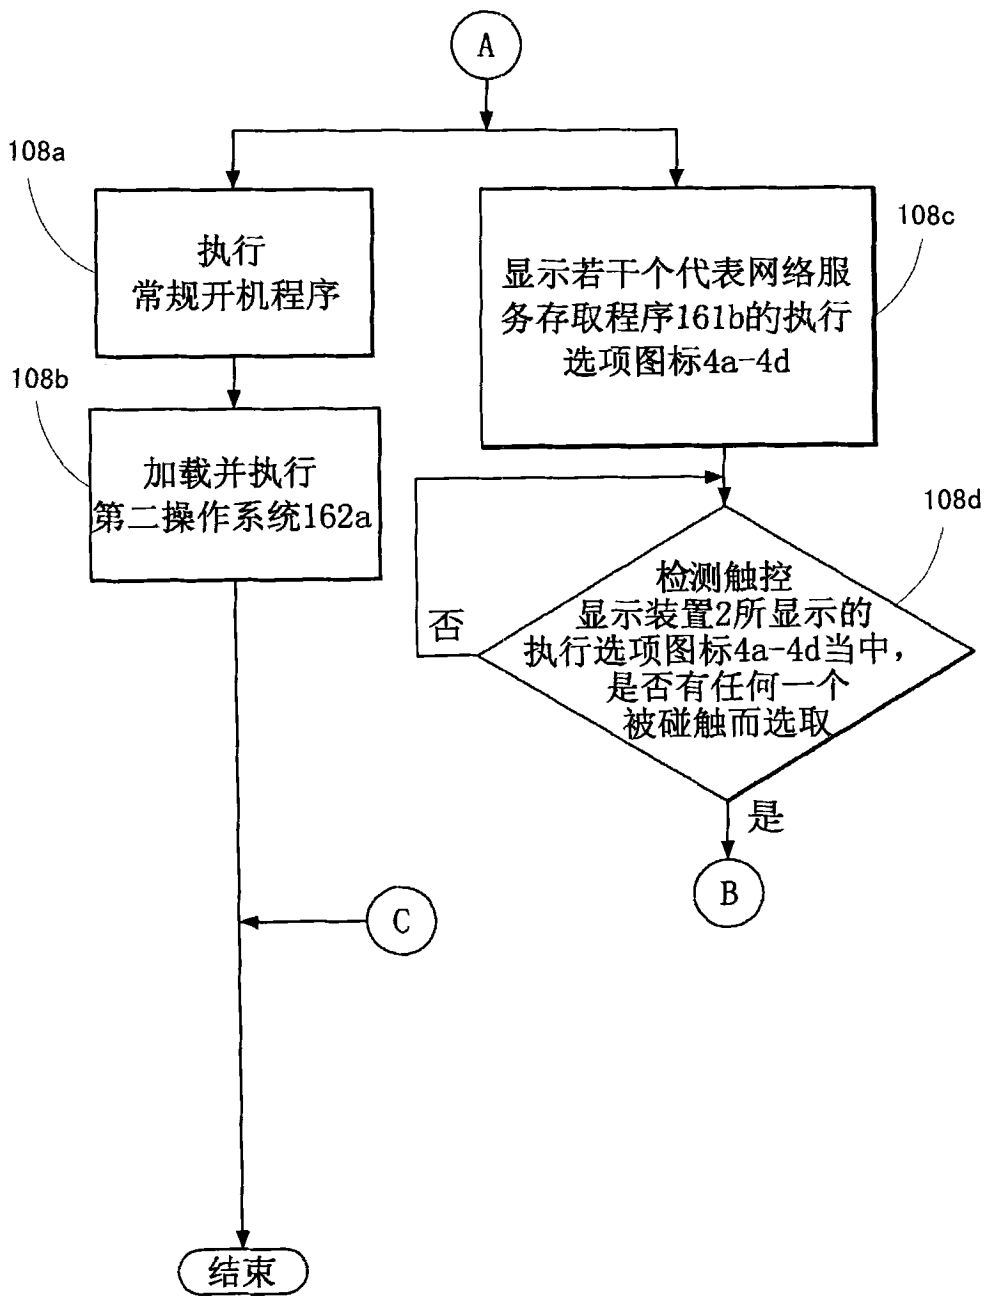 A
108a
执行
常规开机程序
108c
显示若干个代表网络服
务存取程序161b的执行
选项图标4a-4d
108b
加载并执行
第二操作系统162a
108d
检测触控
显示装置2所显示的
执行选项图标4a-4d当中，
是否有任何一个
被碰触而选取
否
是
B
C
结束